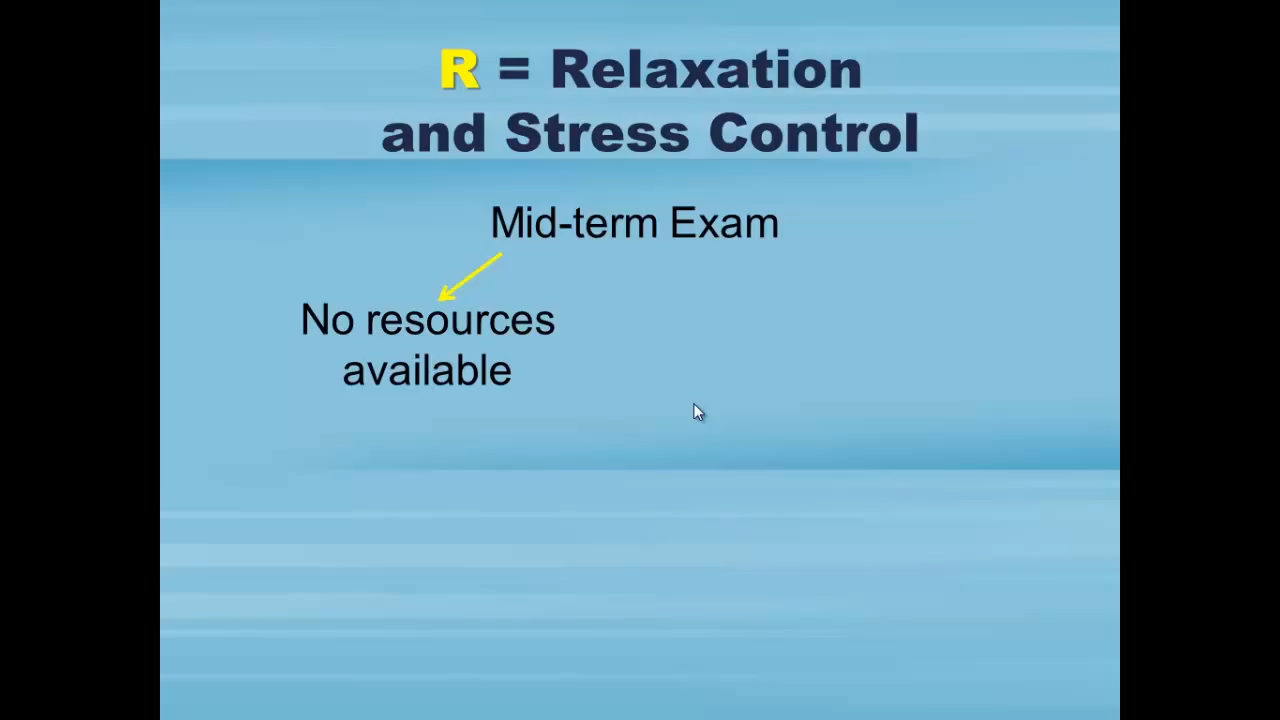 R = Relaxation
and Stress Control
Mid-term Exam
No resources
available